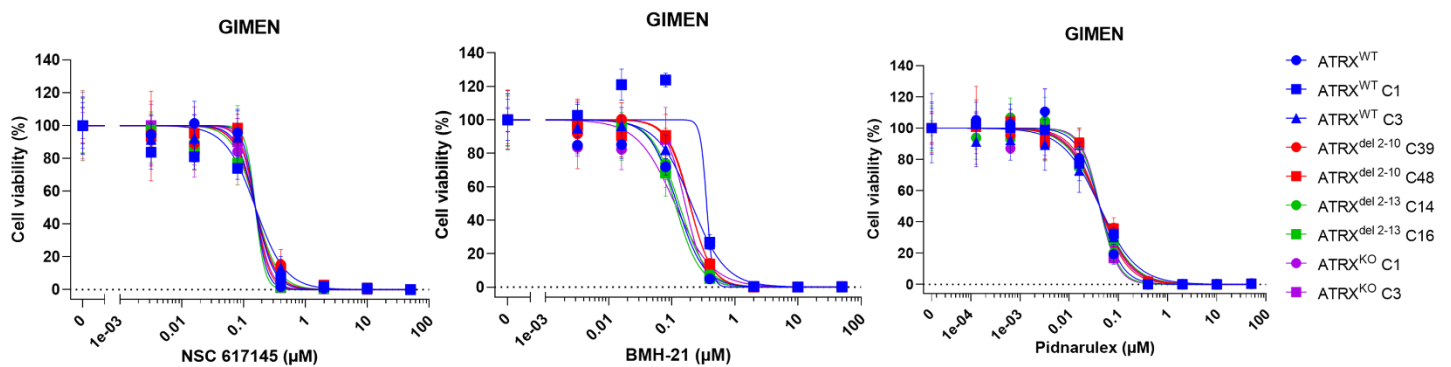 GIMEN
Cell viability (%)
140
120
100
80
60
40
20
0
0
1e-03
0.01
0.1
1
10
100
NSC 617145 (µM)
GIMEN
Cell viability (%)
140
120
100
80
60
40
20
0
0
1e-03
0.01
0.1
1
10
100
BMH-21 (µM)
GIMEN
Cell viability (%)
140
120
100
80
60
40
20
0
0
1e-04
1e-03
0.01
0.1
1
10
100
Pidnarulex (µM)
ATRX^WT
ATRX^WT C1
ATRX^WT C3
ATRX^del 2-10 C39
ATRX^del 2-10 C48
ATRX^del 2-13 C14
ATRX^del 2-13 C16
ATRX^KO C1
ATRX^KO C3